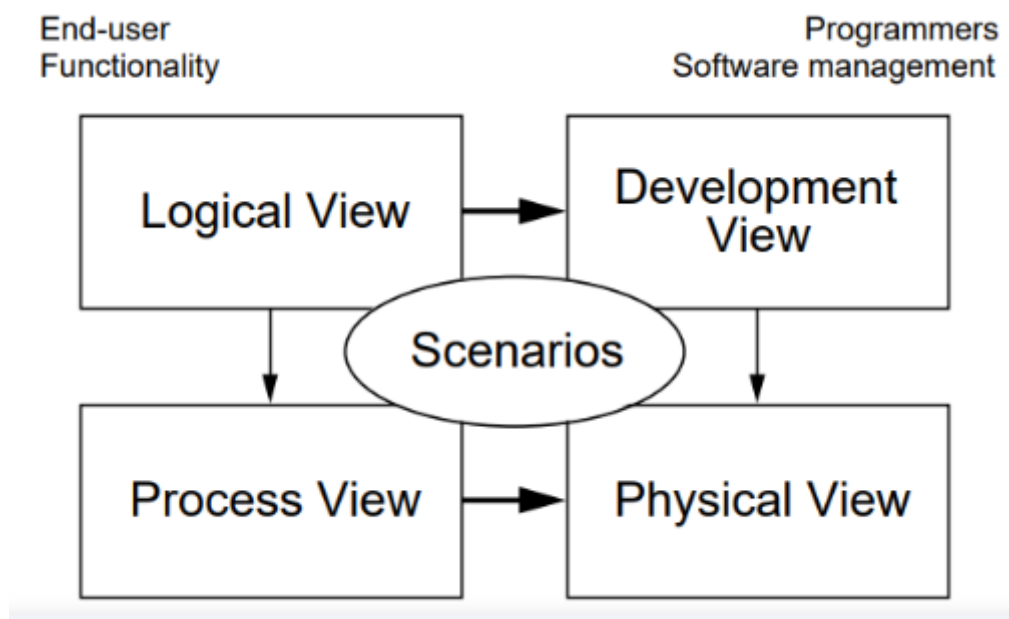 End-user
Functionality
Programmers
Software management
Logical View
Development
View
Scenarios
Process View
Physical View